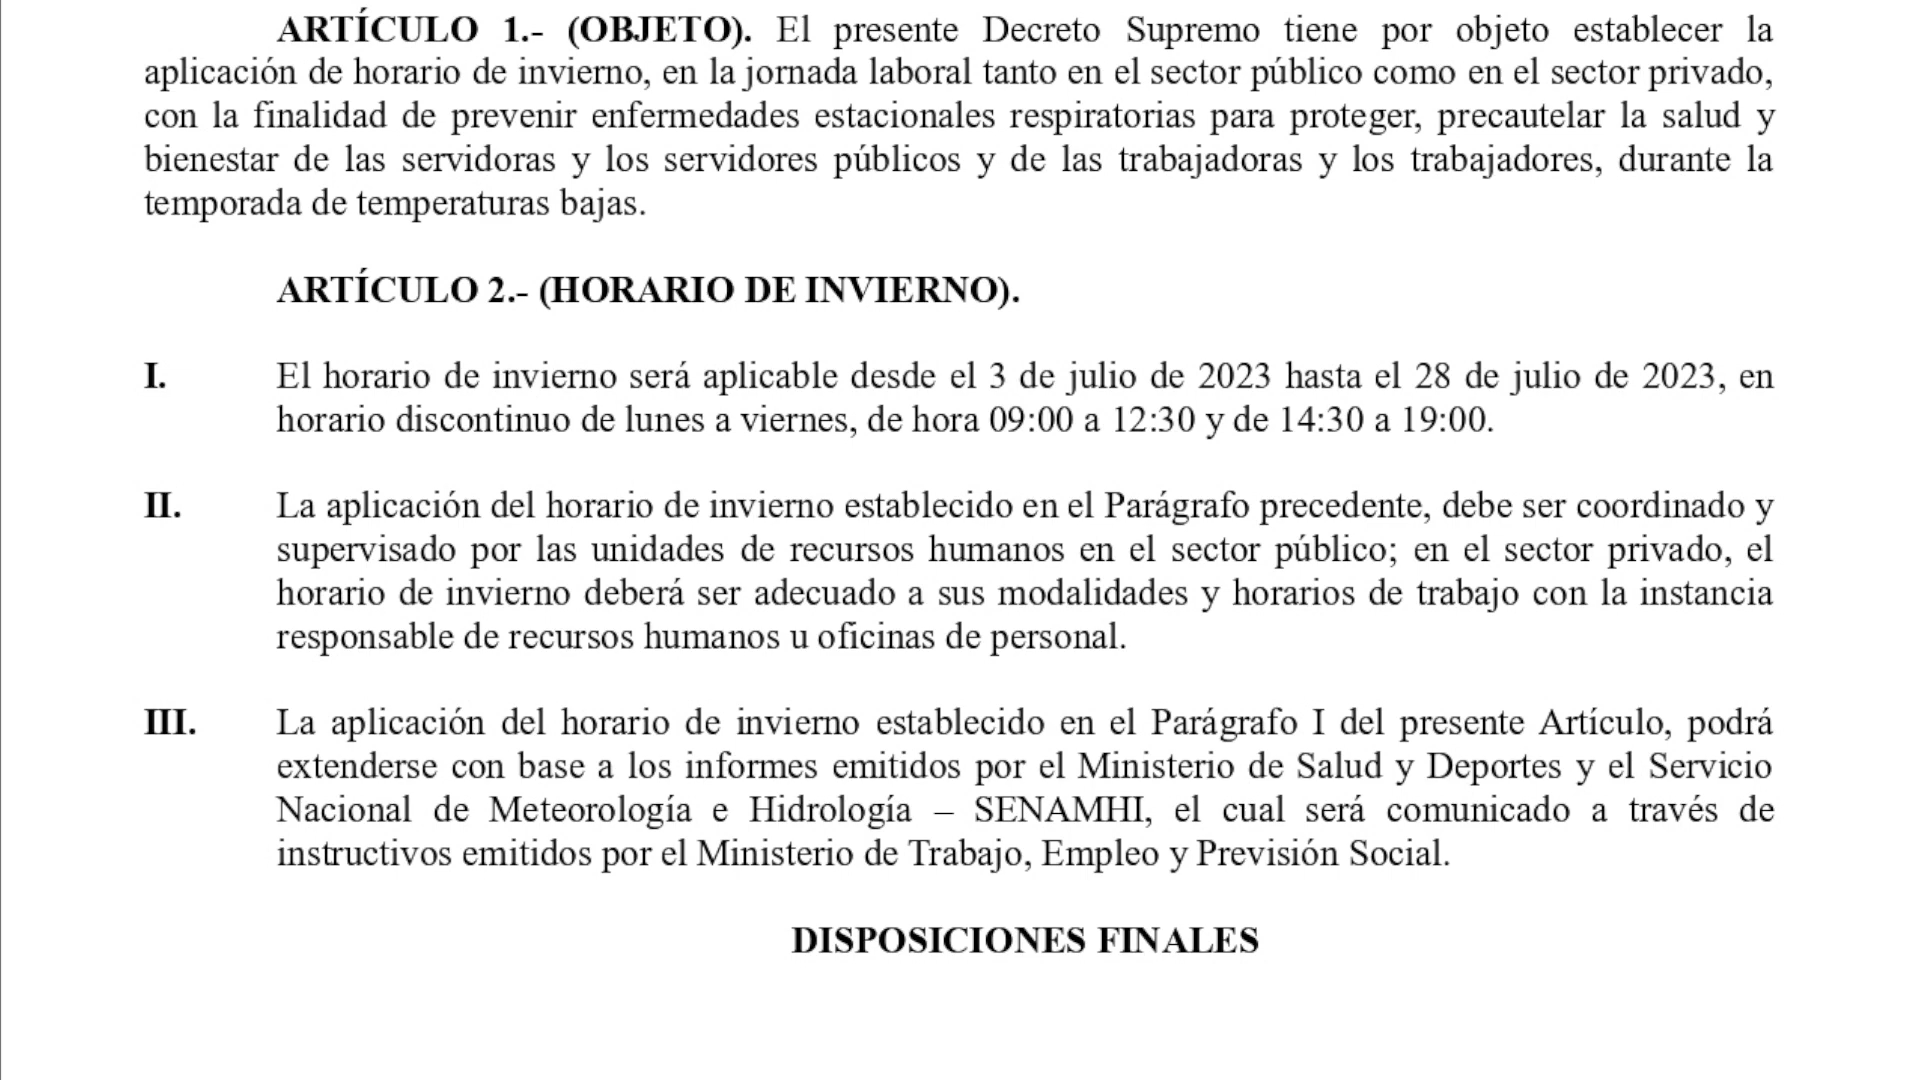 ARTÍCULO 1.- (OBJETO). El presente Decreto Supremo tiene por objeto establecer la
aplicación de horario de invierno, en la jornada laboral tanto en el sector público como en el sector privado,
con la finalidad de prevenir enfermedades estacionales respiratorias para proteger, precautelar la salud y
bienestar de las servidoras y los servidores públicos y de las trabajadoras y los trabajadores, durante la
temporada de temperaturas bajas.
ARTÍCULO 2.- (HORARIO DE INVIERNO).
I. El horario de invierno será aplicable desde el 3 de julio de 2023 hasta el 28 de julio de 2023, en
horario discontinuo de lunes a viernes, de hora 09:00 a 12:30 y de 14:30 a 19:00.
II. La aplicación del horario de invierno establecido en el Parágrafo precedente, debe ser coordinado y
supervisado por las unidades de recursos humanos en el sector público; en el sector privado, el
horario de invierno deberá ser adecuado a sus modalidades y horarios de trabajo con la instancia
responsable de recursos humanos u oficinas de personal.
III. La aplicación del horario de invierno establecido en el Parágrafo I del presente Artículo, podrá
extenderse con base a los informes emitidos por el Ministerio de Salud y Deportes y el Servicio
Nacional de Meteorología e Hidrología – SENAMHI, el cual será comunicado a través de
instructivos emitidos por el Ministerio de Trabajo, Empleo y Previsión Social.
DISPOSICIONES FINALES